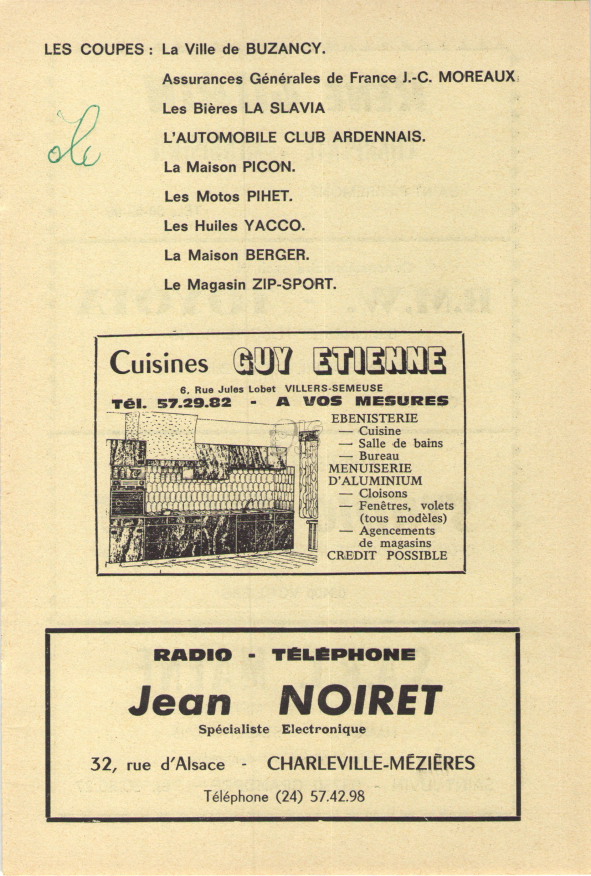 LES COUPES : La Ville de BUZANCY.
Assurances Générales de France J.-C. MOREAUX
Les Bières LA SLAVIA
L'AUTOMOBILE CLUB ARDENNAIS.
La Maison PICON.
Les Motos PIHET.
Les Huiles YACCO.
La Maison BERGER.
Le Magasin ZIP-SPORT.
Cuisines GUY ETIENNE
6, Rue Jules Lobet VILLERS-SEMEUSE
Tél. 57.29.82 - A VOS MESURES
EBENISTERIE
— Cuisine
— Salle de bains
— Bureau
MENUISERIE
D'ALUMINIUM
— Cloisons
— Fenêtres, volets
(tous modèles)
— Agencements
de magasins
CREDIT POSSIBLE
RADIO - TÉLÉPHONE
Jean NOIRET
Spécialiste Electronique
32, rue d'Alsace - CHARLEVILLE-MÉZIÈRES
Téléphone (24) 57.42.98